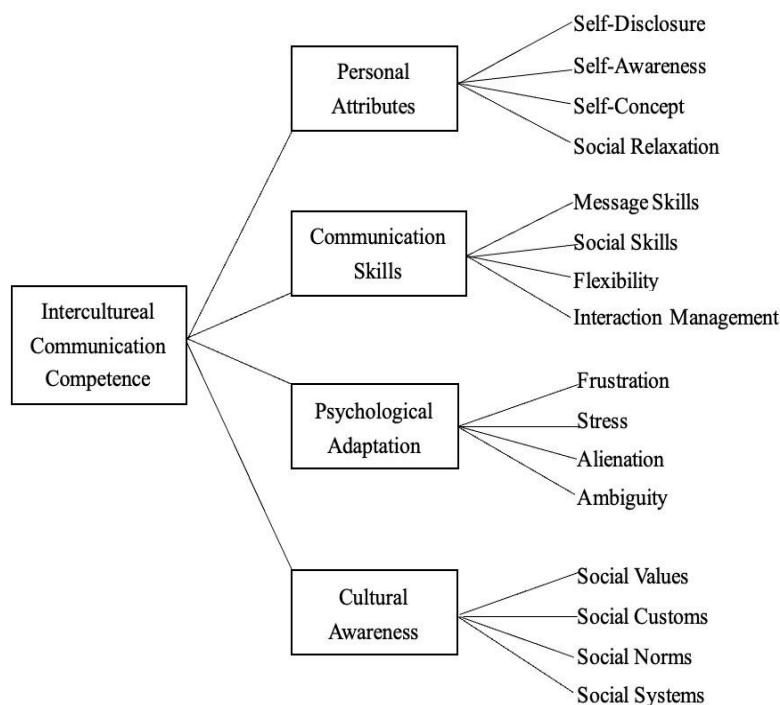 Intercultureal
Communication
Competence
Personal
Attributes
Self-Disclosure
Self-Awareness
Self-Concept
Social Relaxation
Communication
Skills
Message Skills
Social Skills
Flexibility
Interaction Management
Psychological
Adaptation
Frustration
Stress
Alienation
Ambiguity
Cultural
Awareness
Social Values
Social Customs
Social Norms
Social Systems